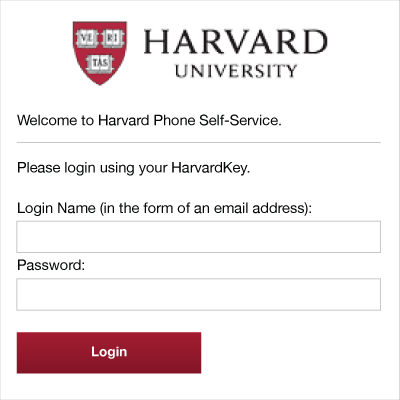 VE RI
TAS
HARVARD
UNIVERSITY
Welcome to Harvard Phone Self-Service.
Please login using your HarvardKey.
Login Name (in the form of an email address):
Password:
Login